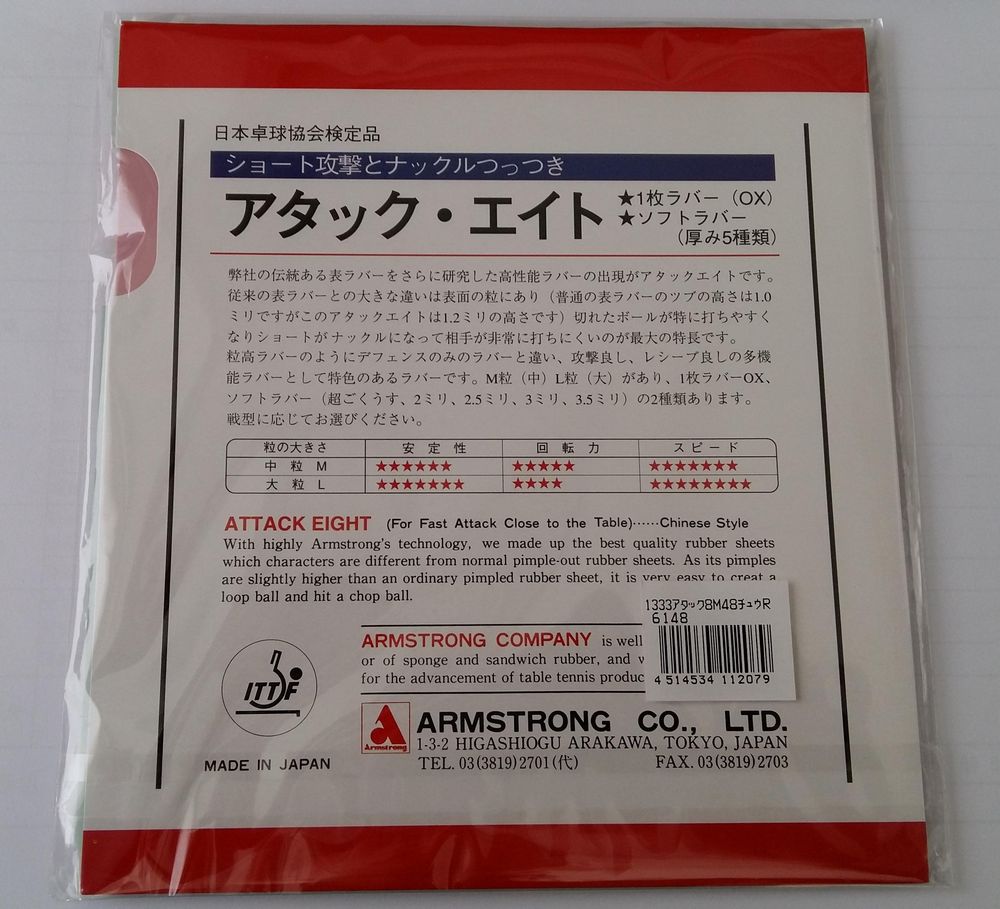 日本卓球協会検定品
ショート攻撃とナックルつっつき
アタック・エイト
★1枚ラバー（OX）
★ソフトラバー
（厚み5種類）
弊社の伝統ある表ラバーをさらに研究した高性能ラバーの出現がアタックエイトです。
従来の表ラバーとの大きな違いは表面の粒にあり（普通の表ラバーのツブの高さは1.0
ミリですがこのアタックエイトは1.2ミリの高さです）切れたボールが特に打ちやすく
なりショートがナックルになって相手が非常に打ちにくいのが最大の特長です。
粒高ラバーのようにデフェンスのみのラバーと違い、攻撃良し、レシーブ良しの多機
能ラバーとして特色のあるラバーです。M粒（中）L粒（大）があり、1枚ラバーOX、
ソフトラバー（超ごくうす、2ミリ、2.5ミリ、3ミリ、3.5ミリ）の2種類あります。
戦型に応じてお選びください。
粒の大きさ 安定性 回転力 スピード
中粒M ★★★★★★ ★★★★★ ★★★★★★★
大粒L ★★★★★★★ ★★★★ ★★★★★★★★
ATTACK EIGHT (For Fast Attack Close to the Table)······Chinese Style
With highly Armstrong's technology, we made up the best quality rubber sheets
which characters are different from normal pimple-out rubber sheets. As its pimples
are slightly higher than an ordinary pimpled rubber sheet, it is very easy to creat a
loop ball and hit a chop ball.
1333アタック8M48チュウR
6148
4 514534 112079
ARMSTRONG COMPANY is well
or of sponge and sandwich rubber, and
for the advancement of table tennis produc
ITTF
Armstrong
ARMSTRONG CO., LTD.
1-3-2 HIGASHIOGU ARAKAWA, TOKYO, JAPAN
TEL. 03(3819)2701(代) FAX. 03(3819)2703
MADE IN JAPAN